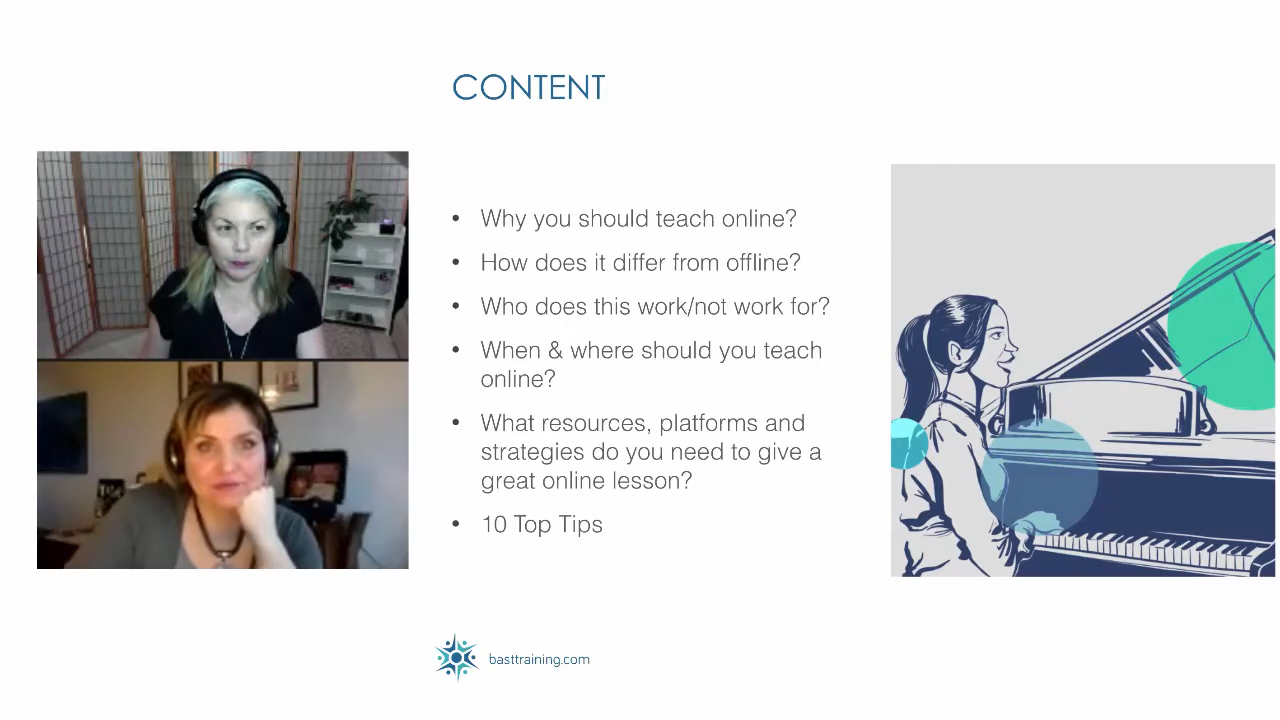 CONTENT
• Why you should teach online?
• How does it differ from offline?
• Who does this work/not work for?
• When & where should you teach
online?
• What resources, platforms and
strategies do you need to give a
great online lesson?
• 10 Top Tips
basttraining.com